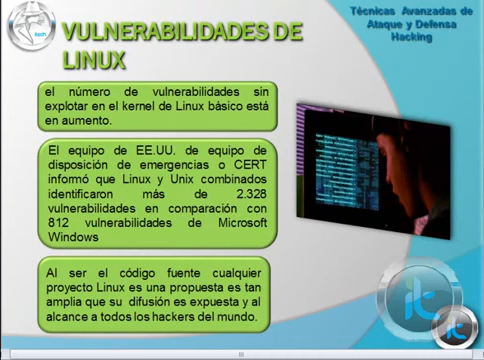 Técnicas Avanzadas de
Ataque y Defensa
Hacking
VULNERABILIDADES DE
LINUX
el número de vulnerabilidades sin
explotar en el kernel de Linux básico está
en aumento.
El equipo de EE.UU. de equipo de
disposición de emergencias o CERT
informó que Linux y Unix combinados
identificaron más de 2.328
vulnerabilidades en comparación con
812 vulnerabilidades de Microsoft
Windows
Al ser el código fuente cualquier
proyecto Linux es una propuesta es tan
amplia que su difusión es expuesta y al
alcance a todos los hackers del mundo.